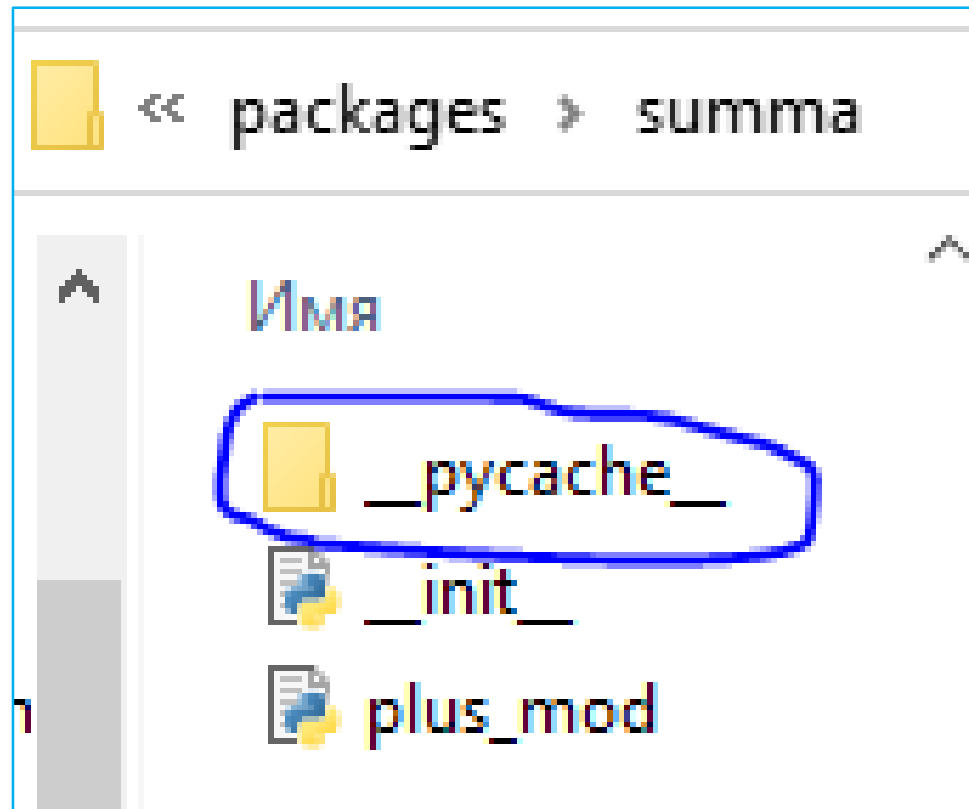 « packages › summa
Имя
__pycache__
__init__
plus_mod